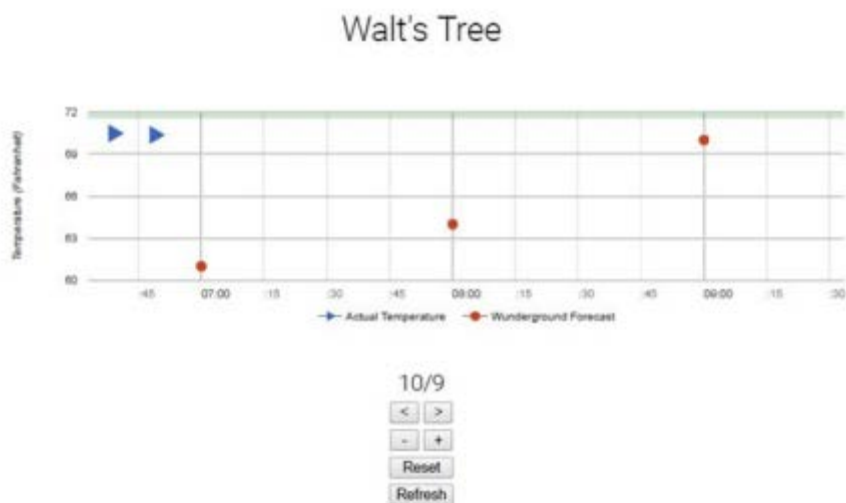 Walt's Tree
72
69
66
63
60
Temperature (Fahrenheit)
:45 07:00 :15 :30 :45 08:00 :15 :30 :45 09:00 :15 :30
Actual Temperature Wunderground Forecast
10/9
< >
- +
Reset
Refresh